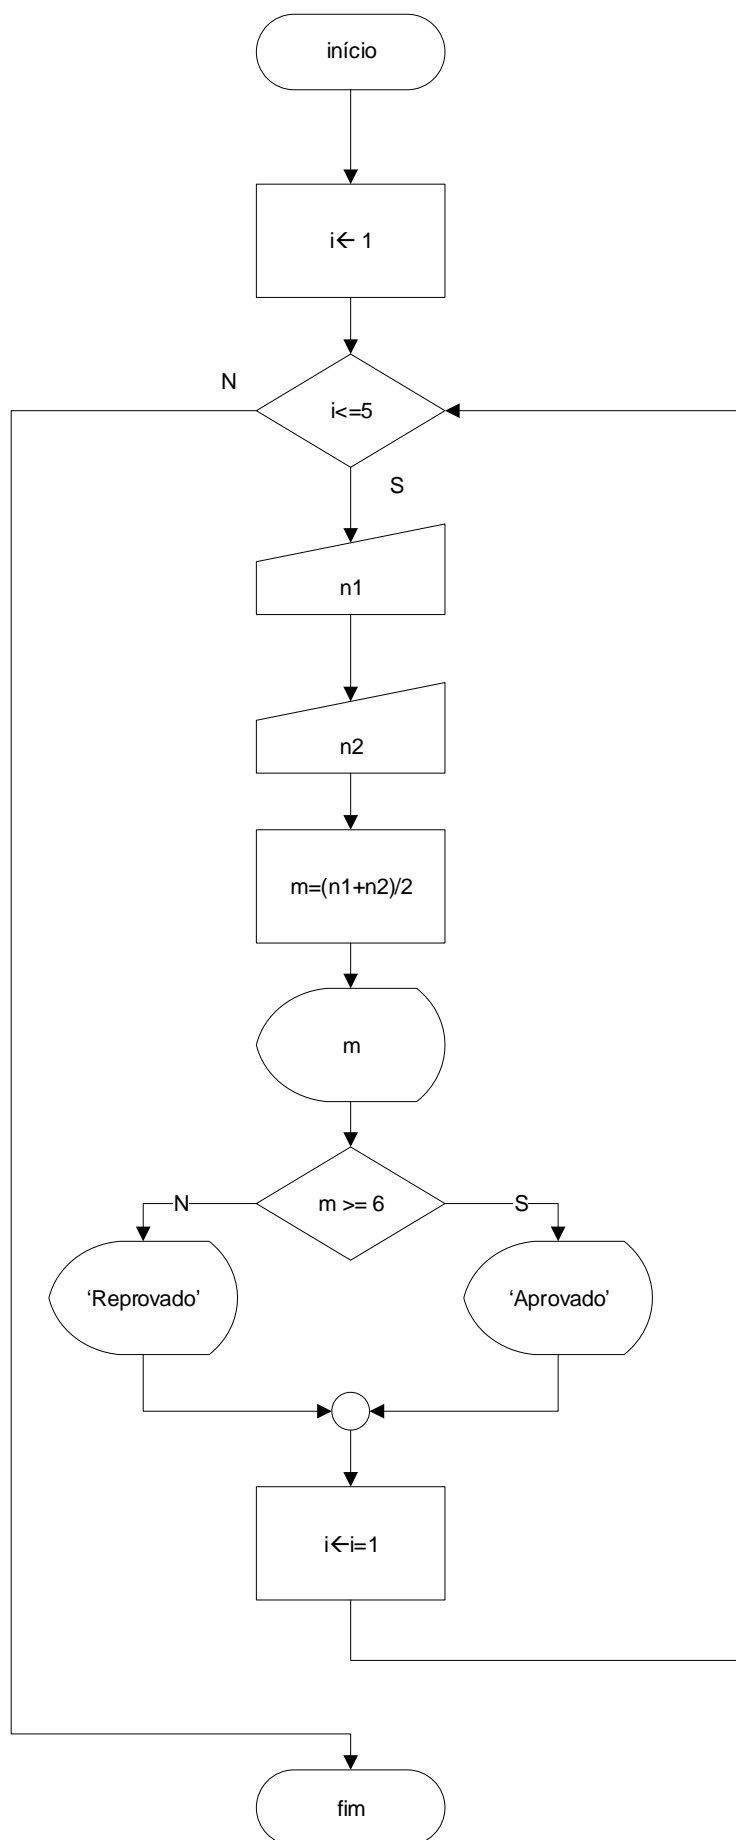 início
i← 1
N
i<=5
S
n1
n2
m=(n1+n2)/2
m
N
m >= 6
S
‘Reprovado’
‘Aprovado’
i←i=1
fim